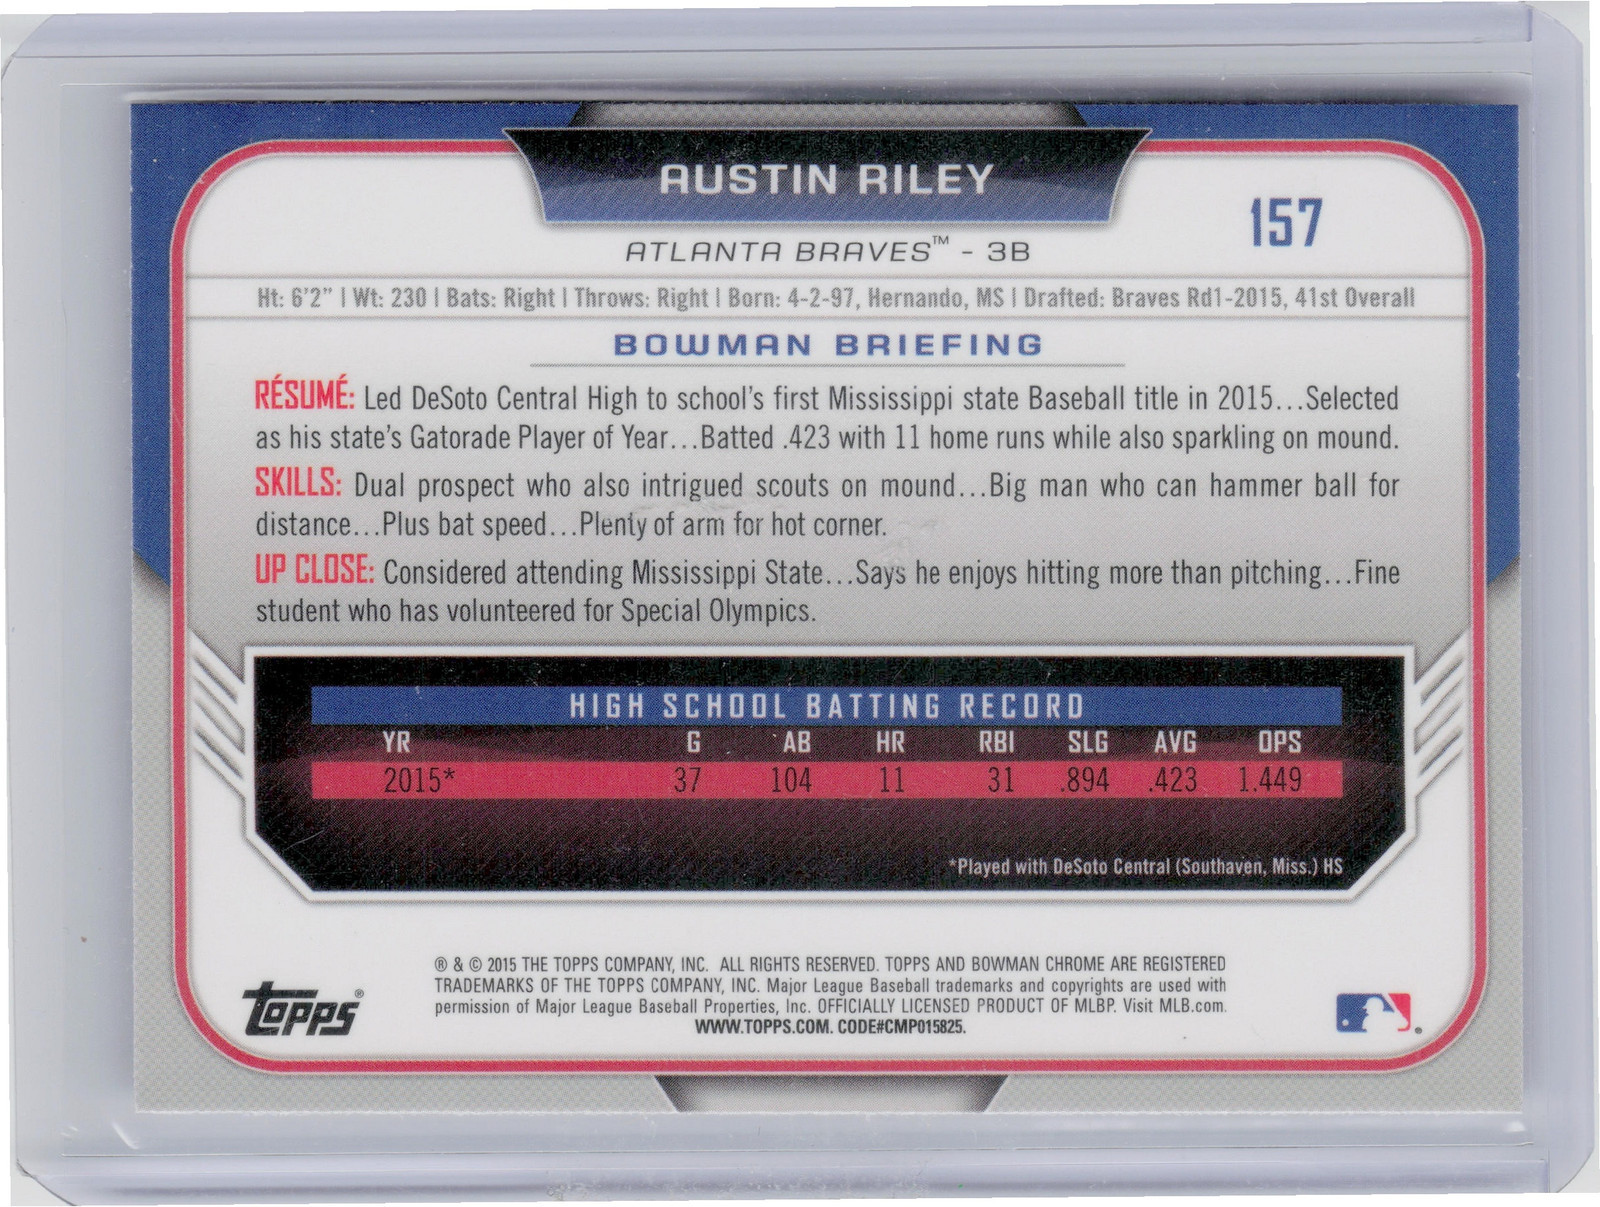 AUSTIN RILEY
157
ATLANTA BRAVES™ - 3B
Ht: 6'2" | Wt: 230 | Bats: Right | Throws: Right | Born: 4-2-97, Hernando, MS | Drafted: Braves Rd1-2015, 41st Overall
BOWMAN BRIEFING
RÉSUMÉ: Led DeSoto Central High to school's first Mississippi state Baseball title in 2015...Selected
as his state's Gatorade Player of Year...Batted .423 with 11 home runs while also sparkling on mound.
SKILLS: Dual prospect who also intrigued scouts on mound...Big man who can hammer ball for
distance...Plus bat speed...Plenty of arm for hot corner.
UP CLOSE: Considered attending Mississippi State...Says he enjoys hitting more than pitching...Fine
student who has volunteered for Special Olympics.
HIGH SCHOOL BATTING RECORD
YR G AB HR RBI SLG AVG OPS
2015* 37 104 11 31 .894 .423 1.449
*Played with DeSoto Central (Southaven, Miss.) HS
® & © 2015 THE TOPPS COMPANY, INC. ALL RIGHTS RESERVED. TOPPS AND BOWMAN CHROME ARE REGISTERED
TRADEMARKS OF THE TOPPS COMPANY, INC. Major League Baseball trademarks and copyrights are used with
permission of Major League Baseball Properties, Inc. OFFICIALLY LICENSED PRODUCT OF MLBP. Visit MLB.com.
WWW.TOPPS.COM. CODE#CMP015825.
TOPPS®